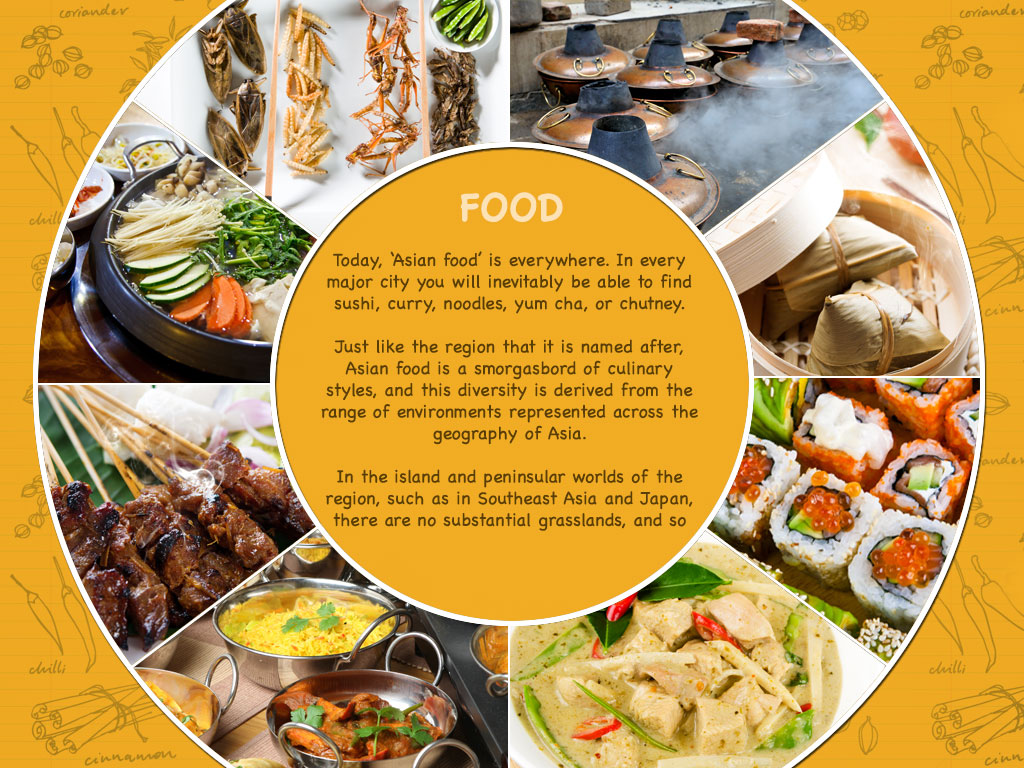 coriander
coriander
FOOD
Today, ‘Asian food’ is everywhere. In every
major city you will inevitably be able to find
sushi, curry, noodles, yum cha, or chutney.
Just like the region that it is named after,
Asian food is a smorgasbord of culinary
styles, and this diversity is derived from the
range of environments represented across the
geography of Asia.
In the island and peninsular worlds of the
region, such as in Southeast Asia and Japan,
there are no substantial grasslands, and so
chilli
chilli
chilli
cinnamon